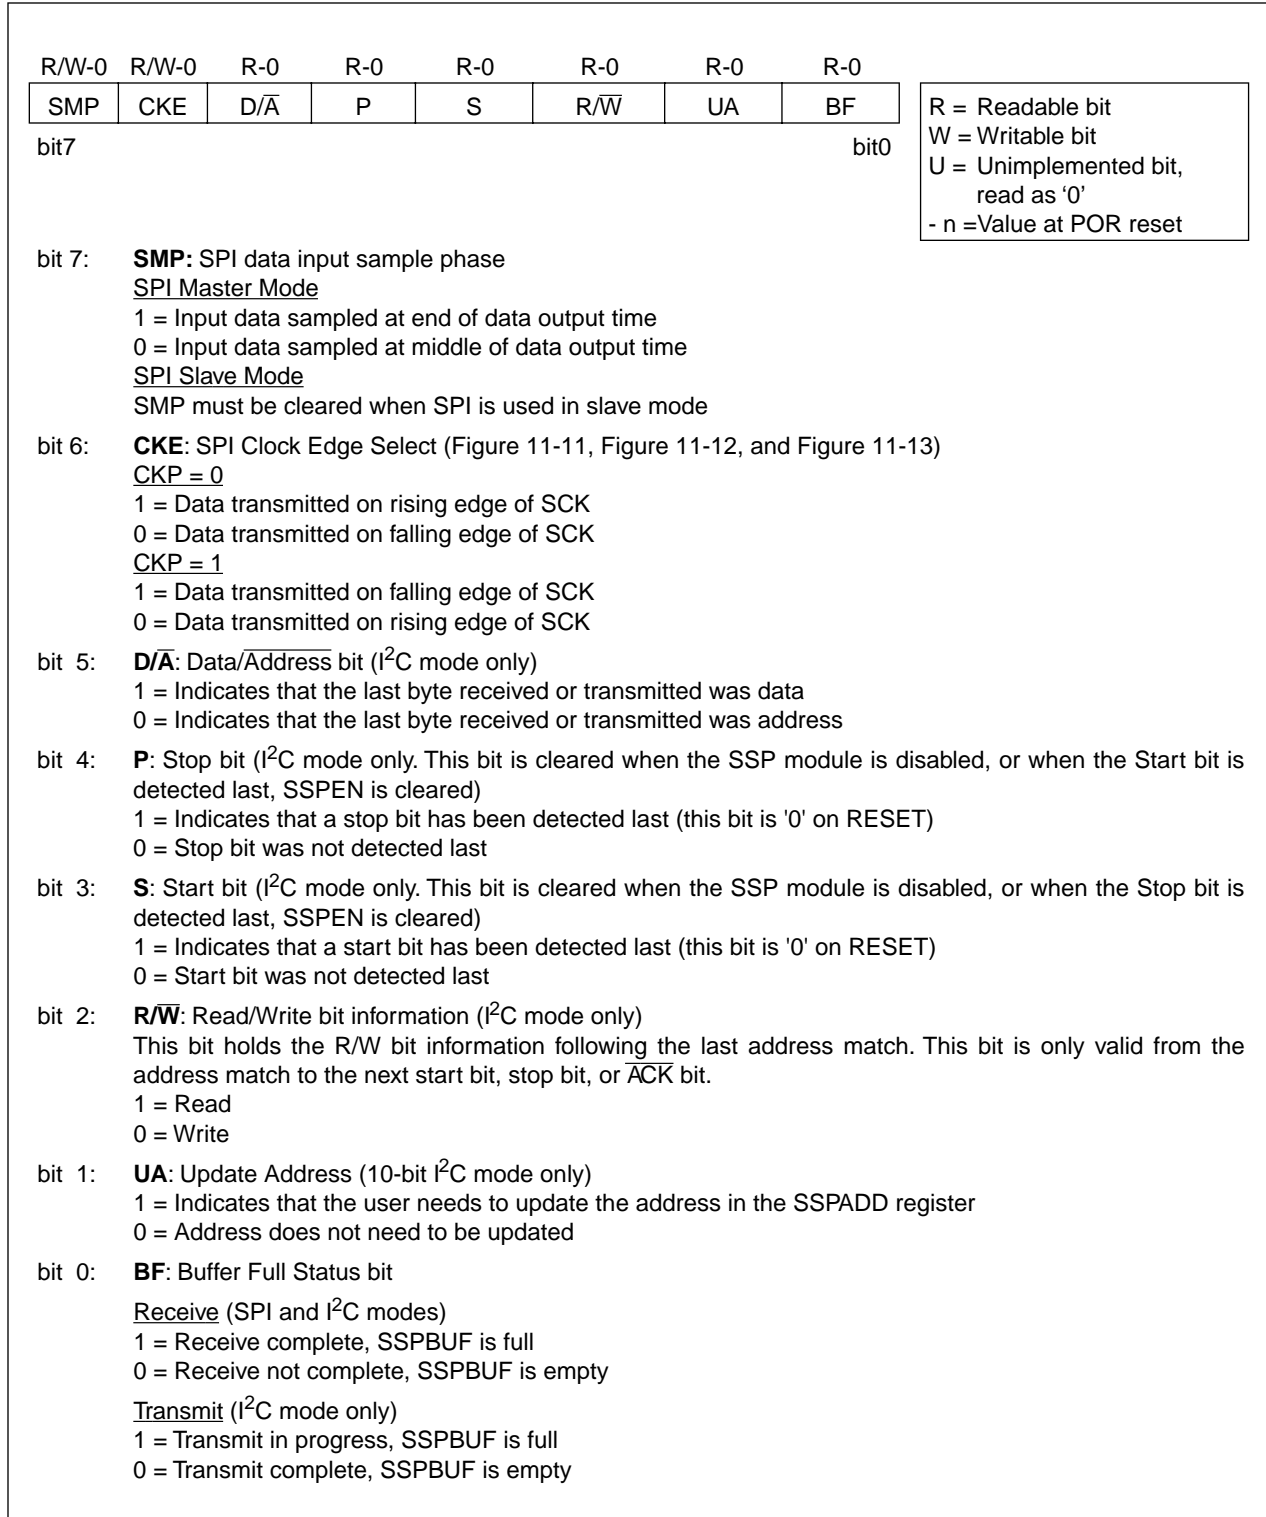 R/W-0 R/W-0 R-0 R-0 R-0 R-0 R-0 R-0
SMP CKE D/A̅ P S R/W̅ UA BF
bit7 bit0
R = Readable bit
W = Writable bit
U = Unimplemented bit,
read as ‘0’
- n =Value at POR reset
bit 7: SMP: SPI data input sample phase
SPI Master Mode
1 = Input data sampled at end of data output time
0 = Input data sampled at middle of data output time
SPI Slave Mode
SMP must be cleared when SPI is used in slave mode
bit 6: CKE: SPI Clock Edge Select (Figure 11-11, Figure 11-12, and Figure 11-13)
CKP = 0
1 = Data transmitted on rising edge of SCK
0 = Data transmitted on falling edge of SCK
CKP = 1
1 = Data transmitted on falling edge of SCK
0 = Data transmitted on rising edge of SCK
bit 5: D/A̅: Data/A̅d̅d̅r̅e̅s̅s̅ bit (I²C mode only)
1 = Indicates that the last byte received or transmitted was data
0 = Indicates that the last byte received or transmitted was address
bit 4: P: Stop bit (I²C mode only. This bit is cleared when the SSP module is disabled, or when the Start bit is
detected last, SSPEN is cleared)
1 = Indicates that a stop bit has been detected last (this bit is '0' on RESET)
0 = Stop bit was not detected last
bit 3: S: Start bit (I²C mode only. This bit is cleared when the SSP module is disabled, or when the Stop bit is
detected last, SSPEN is cleared)
1 = Indicates that a start bit has been detected last (this bit is '0' on RESET)
0 = Start bit was not detected last
bit 2: R/W̅: Read/Write bit information (I²C mode only)
This bit holds the R/W bit information following the last address match. This bit is only valid from the
address match to the next start bit, stop bit, or A̅C̅K̅ bit.
1 = Read
0 = Write
bit 1: UA: Update Address (10-bit I²C mode only)
1 = Indicates that the user needs to update the address in the SSPADD register
0 = Address does not need to be updated
bit 0: BF: Buffer Full Status bit
Receive (SPI and I²C modes)
1 = Receive complete, SSPBUF is full
0 = Receive not complete, SSPBUF is empty
Transmit (I²C mode only)
1 = Transmit in progress, SSPBUF is full
0 = Transmit complete, SSPBUF is empty